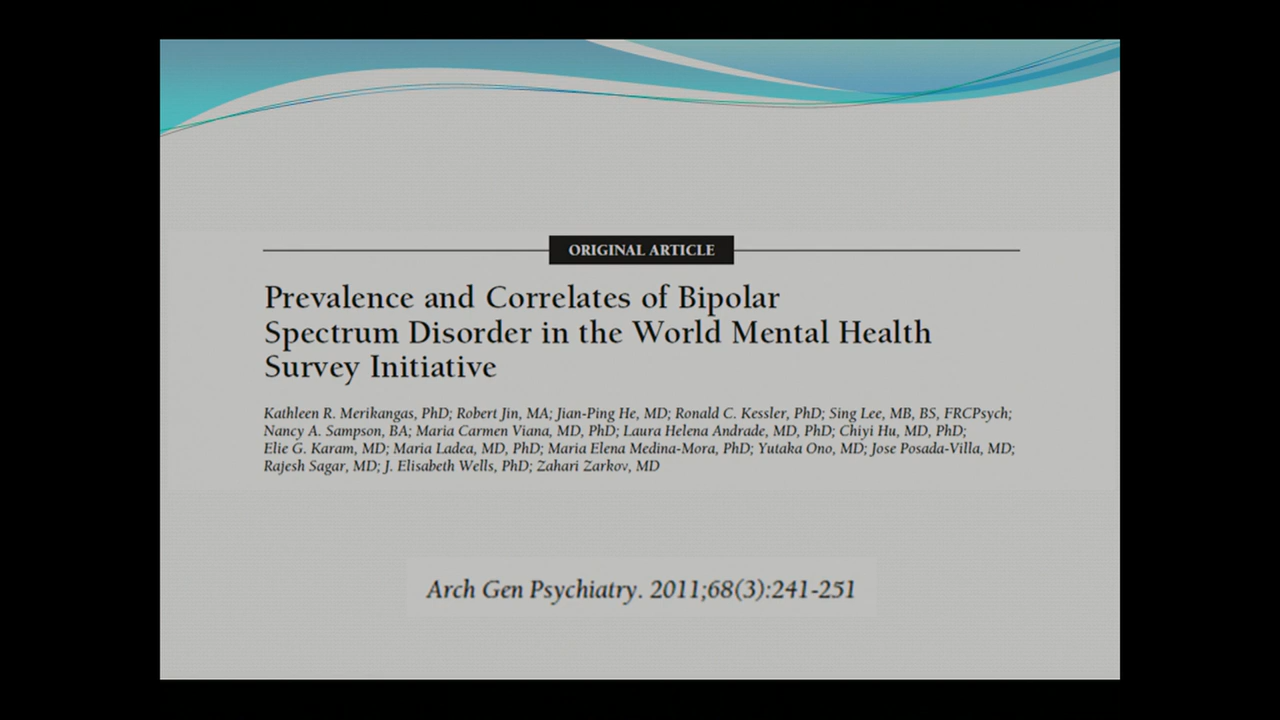 ORIGINAL ARTICLE
Prevalence and Correlates of Bipolar
Spectrum Disorder in the World Mental Health
Survey Initiative
Kathleen R. Merikangas, PhD; Robert Jin, MA; Jian-Ping He, MD; Ronald C. Kessler, PhD; Sing Lee, MB, BS, FRCPsych;
Nancy A. Sampson, BA; Maria Carmen Viana, MD, PhD; Laura Helena Andrade, MD, PhD; Chiyi Hu, MD, PhD;
Elie G. Karam, MD; Maria Ladea, MD, PhD; Maria Elena Medina-Mora, PhD; Yutaka Ono, MD; Jose Posada-Villa, MD;
Rajesh Sagar, MD; J. Elisabeth Wells, PhD; Zahari Zarkov, MD
Arch Gen Psychiatry. 2011;68(3):241-251